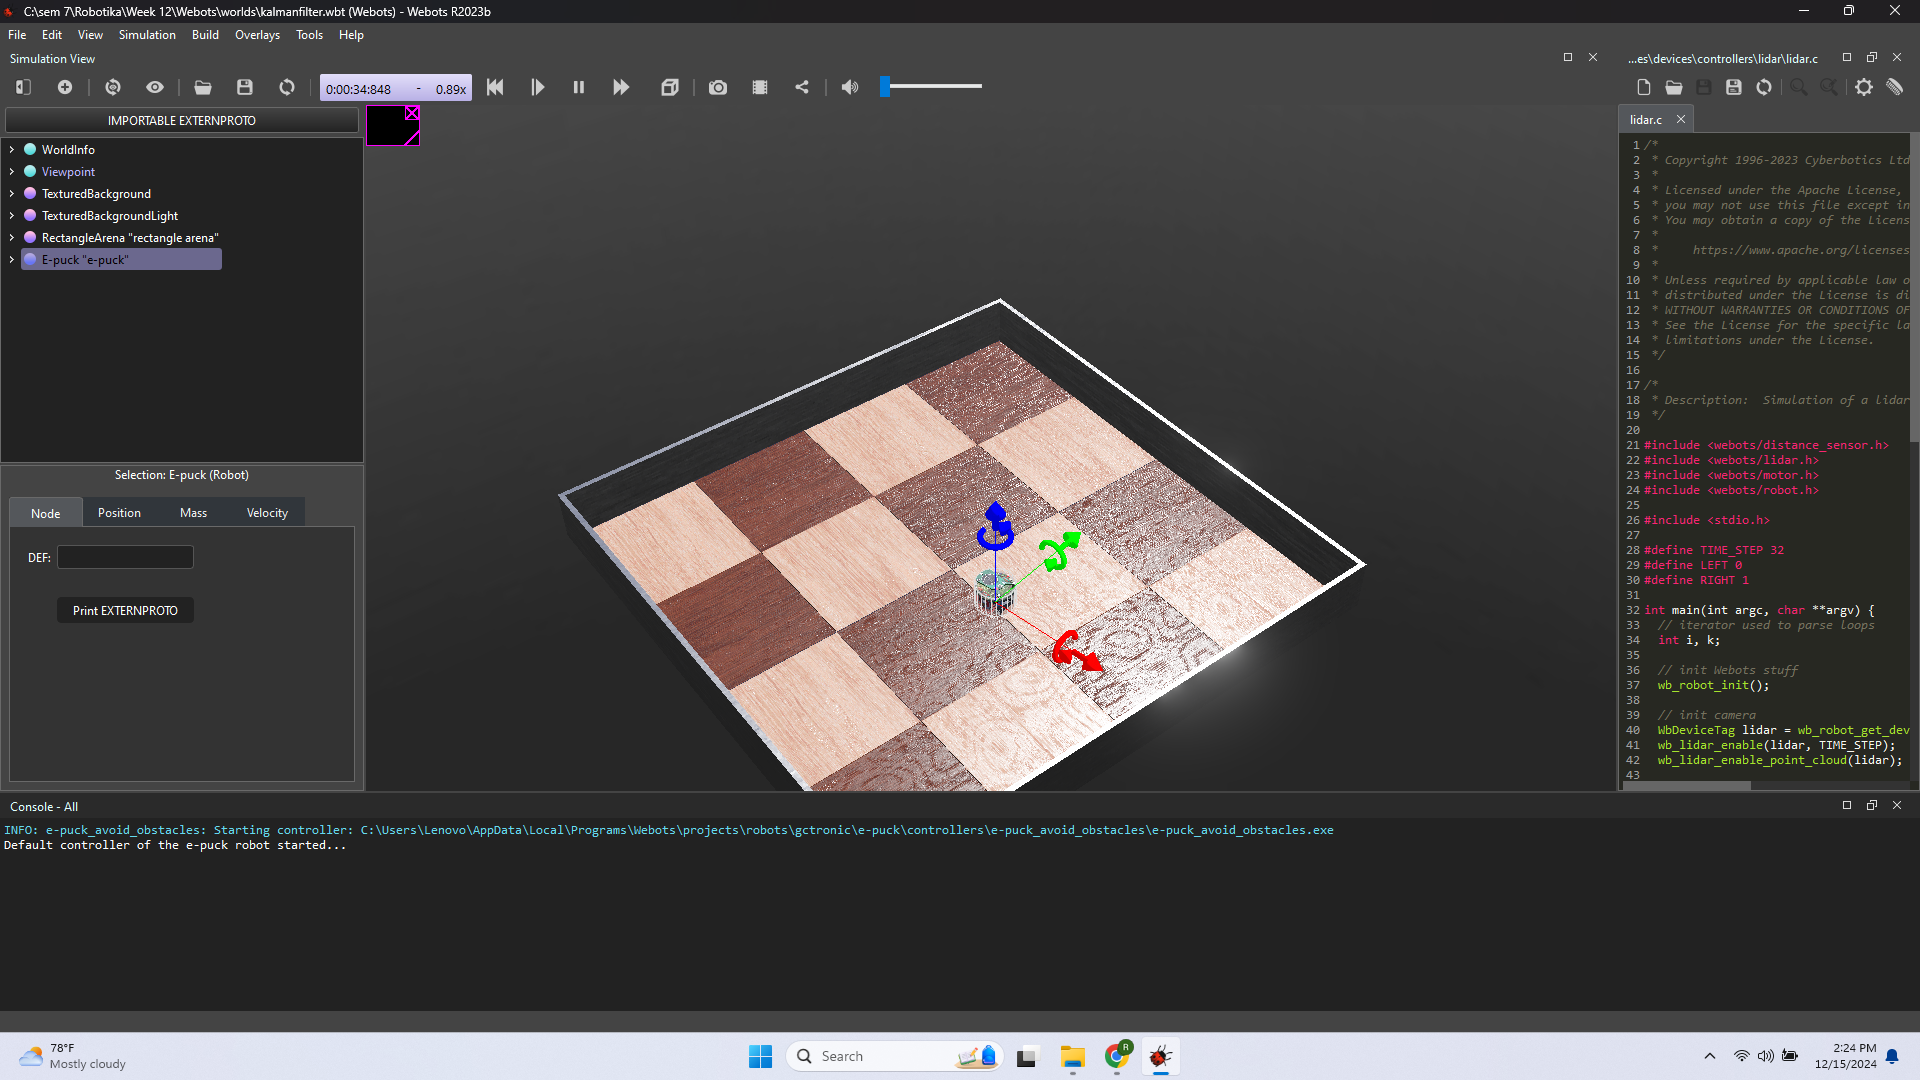 C:\sem 7\Robotika\Week 12\Webots\worlds\kalmanfilter.wbt (Webots) - Webots R2023b
File Edit View Simulation Build Overlays Tools Help
Simulation View
0:00:34:848 - 0.89x
IMPORTABLE EXTERNPROTO
WorldInfo
Viewpoint
TexturedBackground
TexturedBackgroundLight
RectangleArena "rectangle arena"
E-puck "e-puck"
Selection: E-puck (Robot)
Node Position Mass Velocity
DEF:
Print EXTERNPROTO
...es\devices\controllers\lidar\lidar.c
lidar.c
1 /*
2 * Copyright 1996-2023 Cyberbotics Ltd
3 *
4 * Licensed under the Apache License,
5 * you may not use this file except in
6 * You may obtain a copy of the Licens
7 *
8 * https://www.apache.org/licenses
9 *
10 * Unless required by applicable law o
11 * distributed under the License is di
12 * WITHOUT WARRANTIES OR CONDITIONS OF
13 * See the License for the specific la
14 * limitations under the License.
15 */
16
17 /*
18 * Description: Simulation of a lidar
19 */
20
21 #include <webots/distance_sensor.h>
22 #include <webots/lidar.h>
23 #include <webots/motor.h>
24 #include <webots/robot.h>
25
26 #include <stdio.h>
27
28 #define TIME_STEP 32
29 #define LEFT 0
30 #define RIGHT 1
31
32 int main(int argc, char **argv) {
33 // iterator used to parse loops
34 int i, k;
35
36 // init Webots stuff
37 wb_robot_init();
38
39 // init camera
40 WbDeviceTag lidar = wb_robot_get_dev
41 wb_lidar_enable(lidar, TIME_STEP);
42 wb_lidar_enable_point_cloud(lidar);
43
Console - All
INFO: e-puck_avoid_obstacles: Starting controller: C:\Users\Lenovo\AppData\Local\Programs\Webots\projects\robots\gctronic\e-puck\controllers\e-puck_avoid_obstacles\e-puck_avoid_obstacles.exe
Default controller of the e-puck robot started...
78°F
Mostly cloudy
Search
R
2:24 PM
12/15/2024